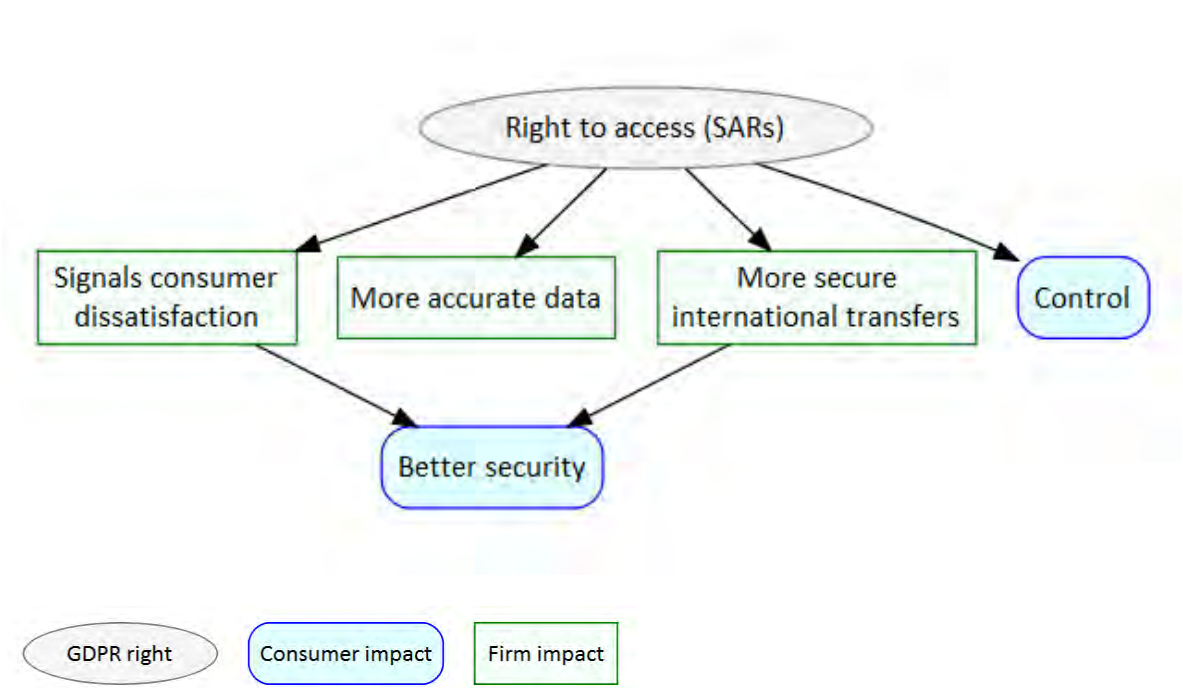 Right to access (SARs)
Signals consumer
dissatisfaction
More accurate data
More secure
international transfers
Control
Better security
GDPR right
Consumer impact
Firm impact